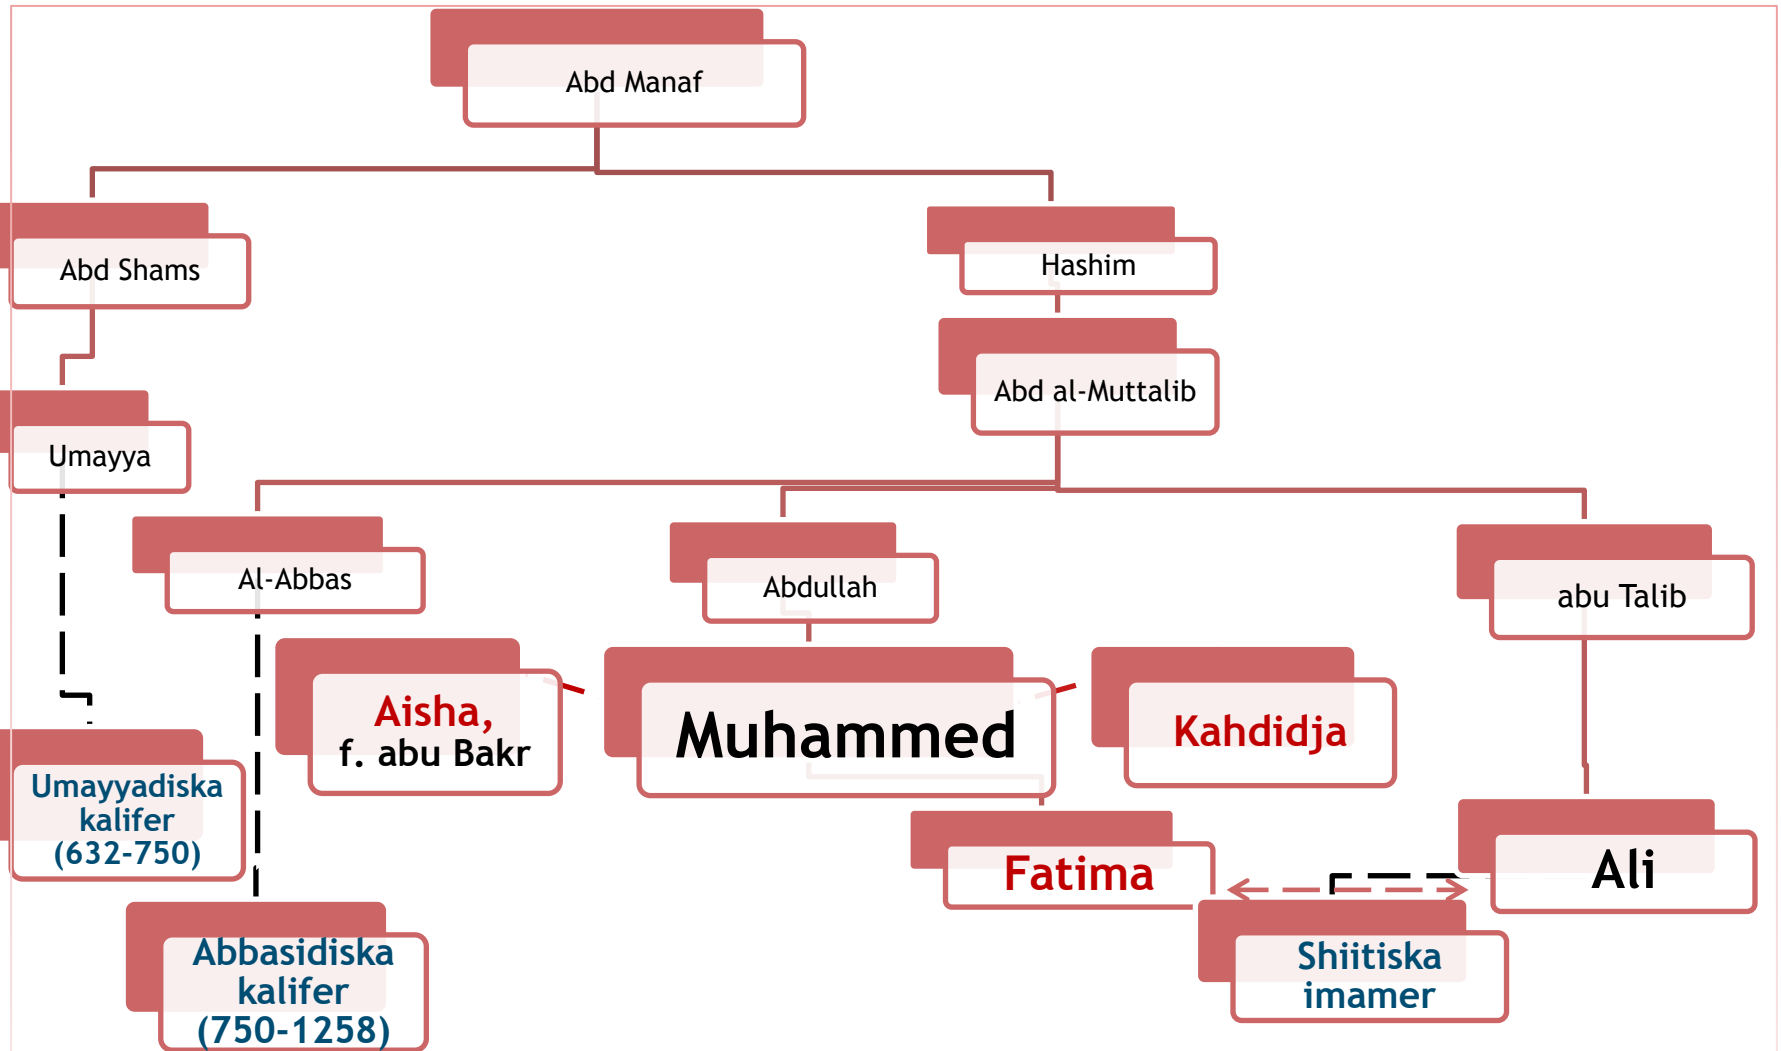 Abd Manaf
Abd Shams
Hashim
Abd al-Muttalib
Umayya
Al-Abbas
Abdullah
abu Talib
Aisha,
f. abu Bakr
Muhammed
Kahdidja
Umayyadiska
kalifer
(632-750)
Fatima
Ali
Abbasidiska
kalifer
(750-1258)
Shiitiska
imamer